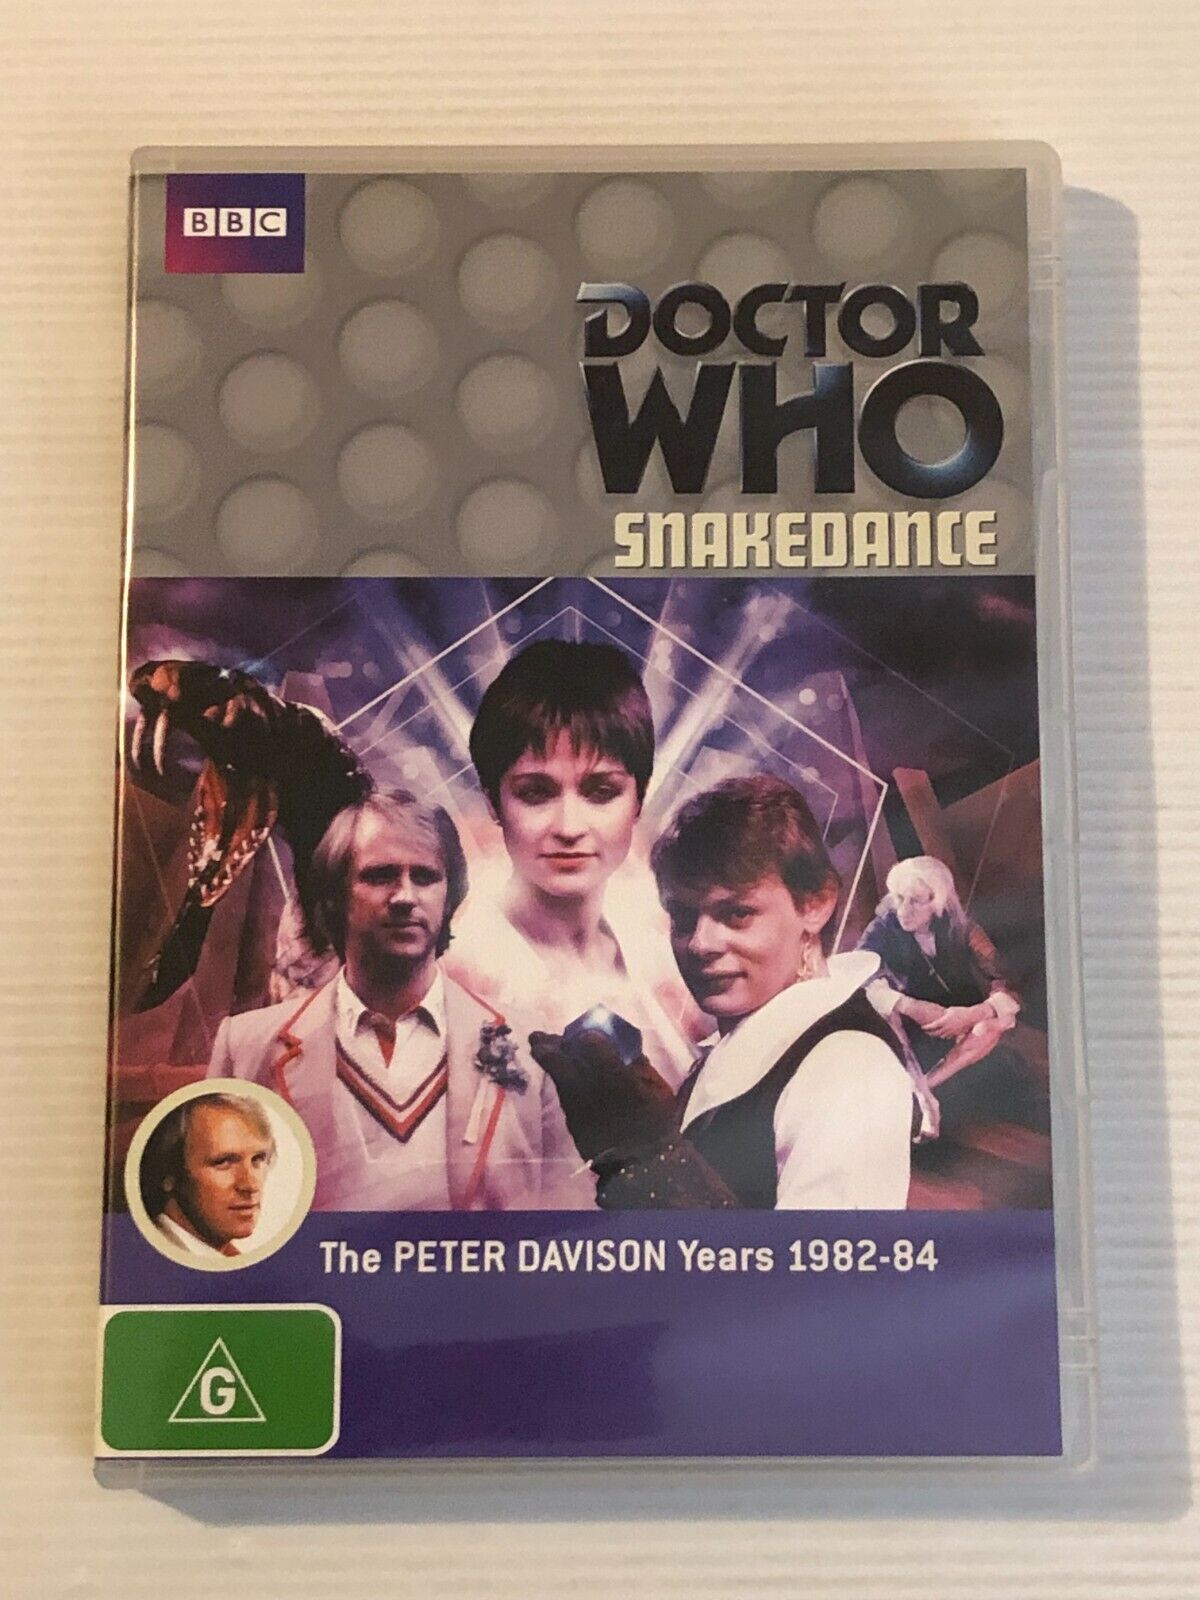 BBC
DOCTOR
WHO
SNAKEDANCE
The PETER DAVISON Years 1982-84
G